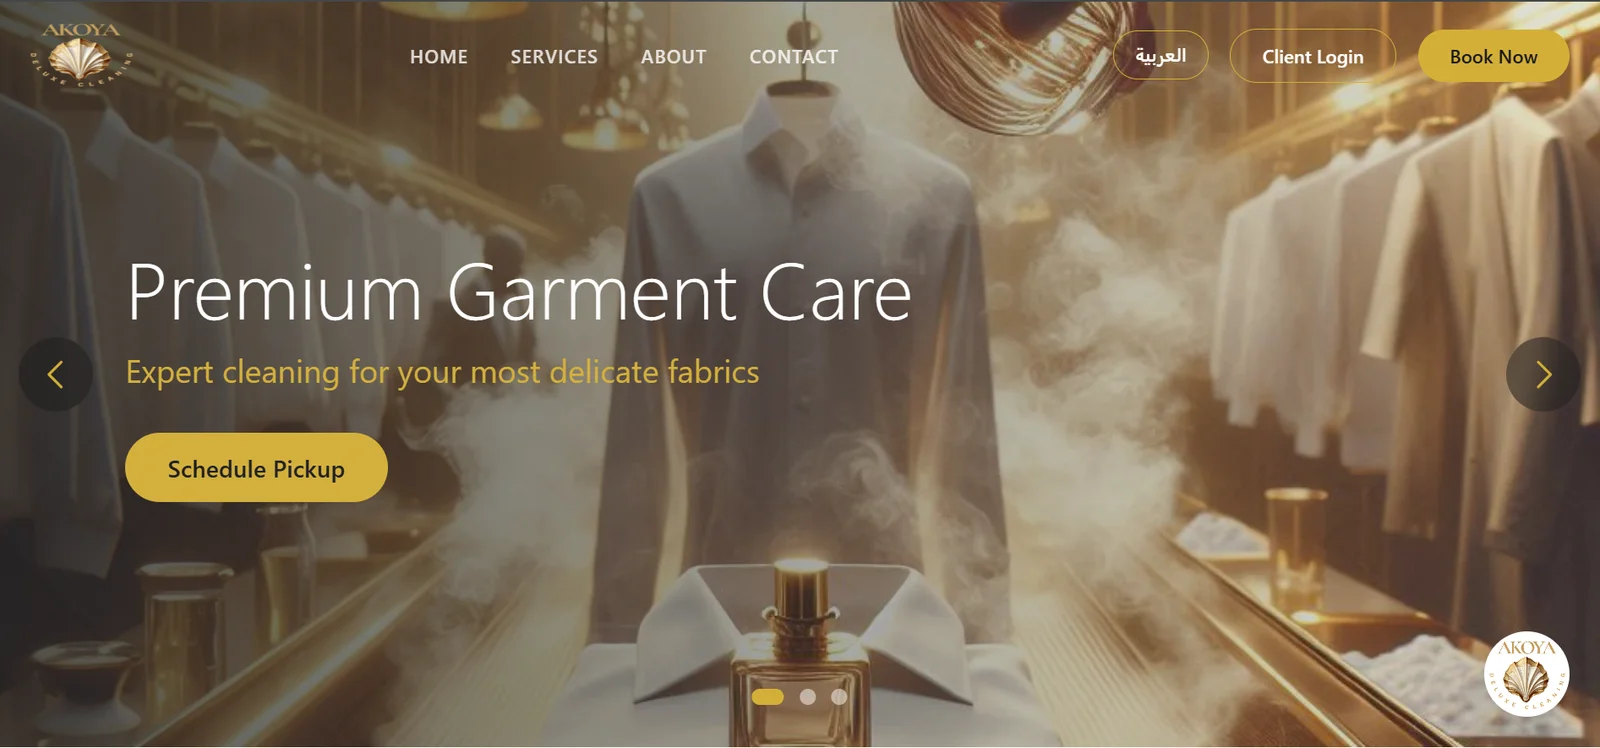 AKOYA
DELUXE CLEANING
HOME
SERVICES
ABOUT
CONTACT
العربية
Client Login
Book Now
Premium Garment Care
Expert cleaning for your most delicate fabrics
Schedule Pickup
AKOYA
DELUXE CLEANING